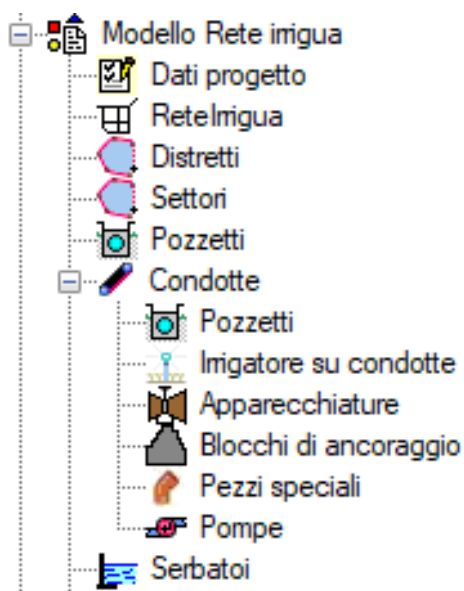 Modello Rete irrigua
Dati progetto
ReteIrrigua
Distretti
Settori
Pozzetti
Condotte
Pozzetti
Irrigatore su condotte
Apparecchiature
Blocchi di ancoraggio
Pezzi speciali
Pompe
Serbatoi